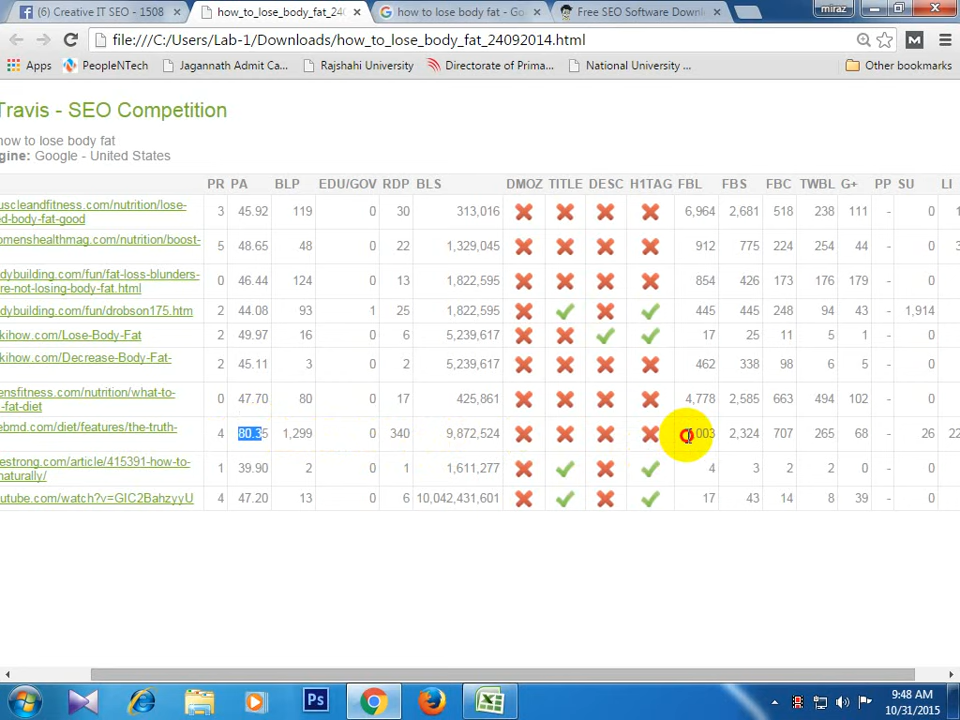 (6) Creative IT SEO - 1508
how_to_lose_body_fat_24
how to lose body fat - Go
Free SEO Software Downl
miraz
file:///C:/Users/Lab-1/Downloads/how_to_lose_body_fat_24092014.html
M
Apps PeopleNTech Jagannath Admit Ca... Rajshahi University Directorate of Prima... National University ... Other bookmarks
Travis - SEO Competition
how to lose body fat
gine: Google - United States
PR PA BLP EDU/GOV RDP BLS DMOZ TITLE DESC H1TAG FBL FBS FBC TWBL G+ PP SU LI
uscleandfitness.com/nutrition/lose-
ed-body-fat-good 3 45.92 119 0 30 313,016 6,964 2,681 518 238 111 - 0 1
omenshealthmag.com/nutrition/boost- 5 48.65 48 0 22 1,329,045 912 775 224 254 44 - 0 3
dybuilding.com/fun/fat-loss-blunders-
re-not-losing-body-fat.html 0 46.44 124 0 13 1,822,595 854 426 173 176 179 - 0
dybuilding.com/fun/drobson175.htm 2 44.08 93 1 25 1,822,595 445 445 248 94 43 - 1,914
kihow.com/Lose-Body-Fat 2 49.97 16 0 6 5,239,617 17 25 11 5 1 - 0
kihow.com/Decrease-Body-Fat- 2 45.11 3 0 2 5,239,617 462 338 98 6 5 - 0
ensfitness.com/nutrition/what-to-
-fat-diet 0 47.70 80 0 17 425,861 4,778 2,585 663 494 102 - 0
ebmd.com/diet/features/the-truth- 4 80.35 1,299 0 340 9,872,524 ,003 2,324 707 265 68 - 26 22
estrong.com/article/415391-how-to-
naturally/ 1 39.90 2 0 1 1,611,277 4 3 2 2 0 - 0
utube.com/watch?v=GIC2BahzyyU 4 47.20 13 0 6 10,042,431,601 17 43 14 8 39 - 0
Ps
9:48 AM
10/31/2015